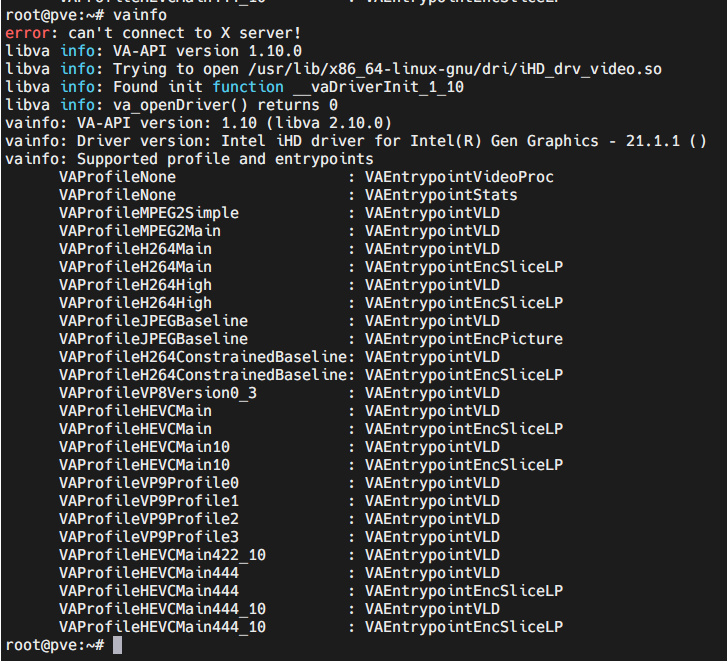 root@pve:~# vainfo
error: can't connect to X server!
libva info: VA-API version 1.10.0
libva info: Trying to open /usr/lib/x86_64-linux-gnu/dri/iHD_drv_video.so
libva info: Found init function __vaDriverInit_1_10
libva info: va_openDriver() returns 0
vainfo: VA-API version: 1.10 (libva 2.10.0)
vainfo: Driver version: Intel iHD driver for Intel(R) Gen Graphics - 21.1.1 ()
vainfo: Supported profile and entrypoints
      VAProfileNone                   : VAEntrypointVideoProc
      VAProfileNone                   : VAEntrypointStats
      VAProfileMPEG2Simple            : VAEntrypointVLD
      VAProfileMPEG2Main              : VAEntrypointVLD
      VAProfileH264Main               : VAEntrypointVLD
      VAProfileH264Main               : VAEntrypointEncSliceLP
      VAProfileH264High               : VAEntrypointVLD
      VAProfileH264High               : VAEntrypointEncSliceLP
      VAProfileJPEGBaseline           : VAEntrypointVLD
      VAProfileJPEGBaseline           : VAEntrypointEncPicture
      VAProfileH264ConstrainedBaseline: VAEntrypointVLD
      VAProfileH264ConstrainedBaseline: VAEntrypointEncSliceLP
      VAProfileVP8Version0_3          : VAEntrypointVLD
      VAProfileHEVCMain               : VAEntrypointVLD
      VAProfileHEVCMain               : VAEntrypointEncSliceLP
      VAProfileHEVCMain10             : VAEntrypointVLD
      VAProfileHEVCMain10             : VAEntrypointEncSliceLP
      VAProfileVP9Profile0            : VAEntrypointVLD
      VAProfileVP9Profile1            : VAEntrypointVLD
      VAProfileVP9Profile2            : VAEntrypointVLD
      VAProfileVP9Profile3            : VAEntrypointVLD
      VAProfileHEVCMain422_10         : VAEntrypointVLD
      VAProfileHEVCMain444            : VAEntrypointVLD
      VAProfileHEVCMain444            : VAEntrypointEncSliceLP
      VAProfileHEVCMain444_10         : VAEntrypointVLD
      VAProfileHEVCMain444_10         : VAEntrypointEncSliceLP
root@pve:~#